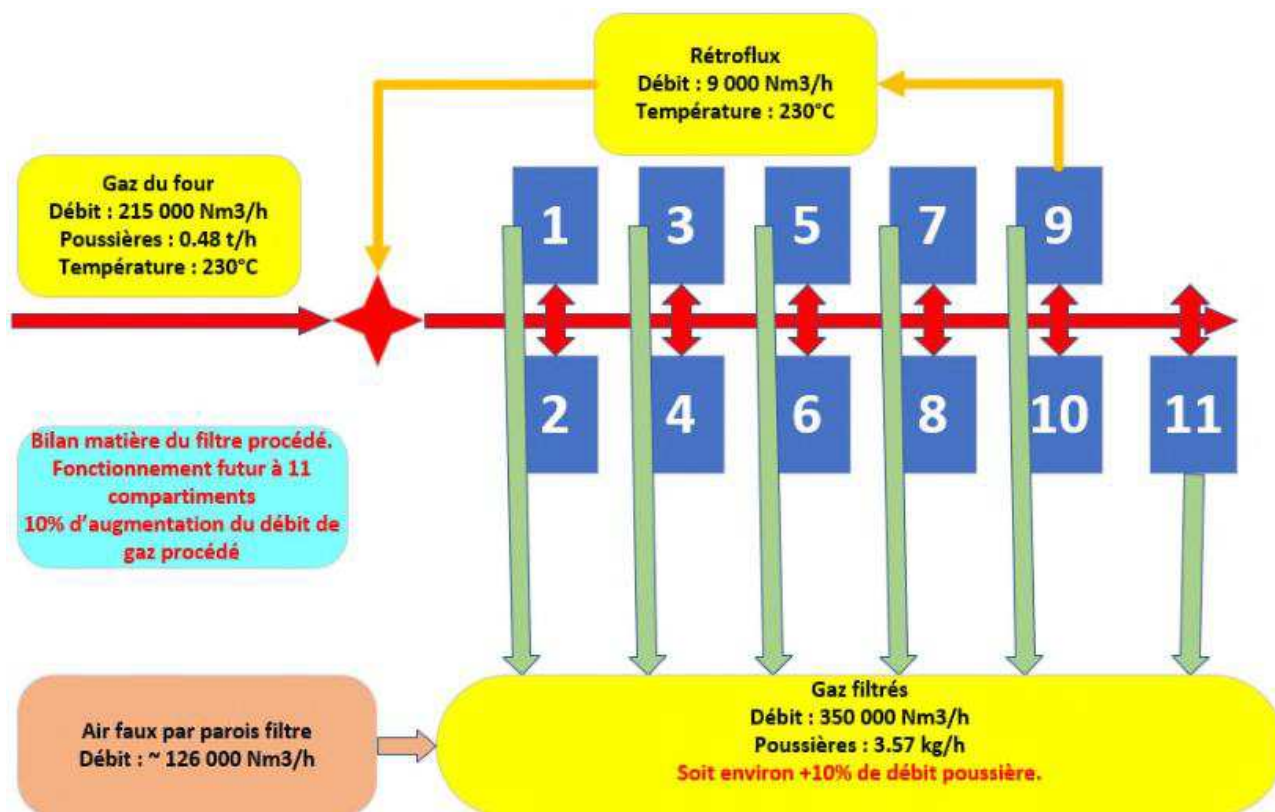 Rétroflux
Débit : 9 000 Nm3/h
Température : 230°C
Gaz du four
Débit : 215 000 Nm3/h
Poussières : 0.48 t/h
Température : 230°C
1
3
5
7
9
2
4
6
8
10
11
Bilan matière du filtre procédé.
Fonctionnement futur à 11
compartiments
10% d'augmentation du débit de
gaz procédé
Air faux par parois filtre
Débit : ~ 126 000 Nm3/h
Gaz filtrés
Débit : 350 000 Nm3/h
Poussières : 3.57 kg/h
Soit environ +10% de débit poussière.